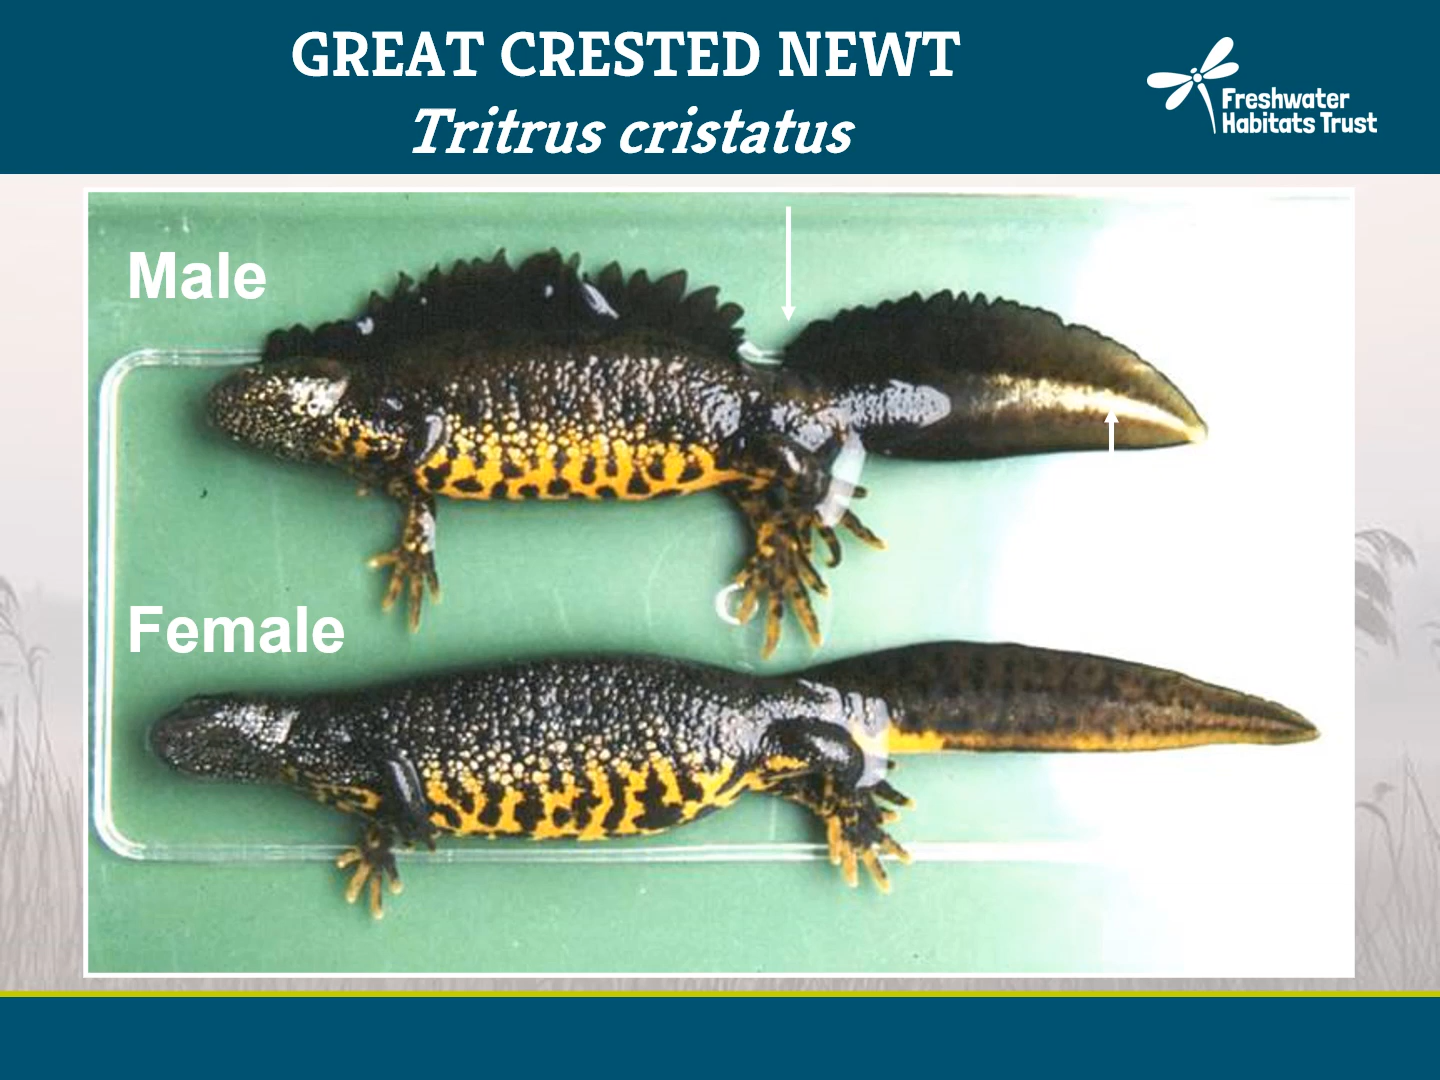 GREAT CRESTED NEWT
Tritrus cristatus
Freshwater
Habitats Trust
Male
Female